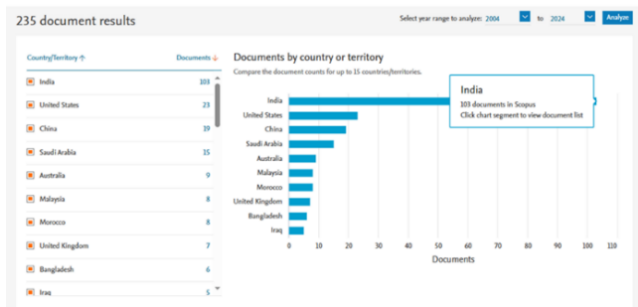 235 document results
Select year range to analyze: 2004 to 2024 Analyze
Country/Territory ↑ Documents ↓
India 103
United States 23
China 19
Saudi Arabia 15
Australia 9
Malaysia 8
Morocco 8
United Kingdom 7
Bangladesh 6
Iraq 5
Documents by country or territory
Compare the document counts for up to 15 countries/territories.
India
103 documents in Scopus
Click chart segment to view document list
India
United States
China
Saudi Arabia
Australia
Malaysia
Morocco
United Kingdom
Bangladesh
Iraq
0 10 20 30 40 50 60 70 80 90 100 110
Documents